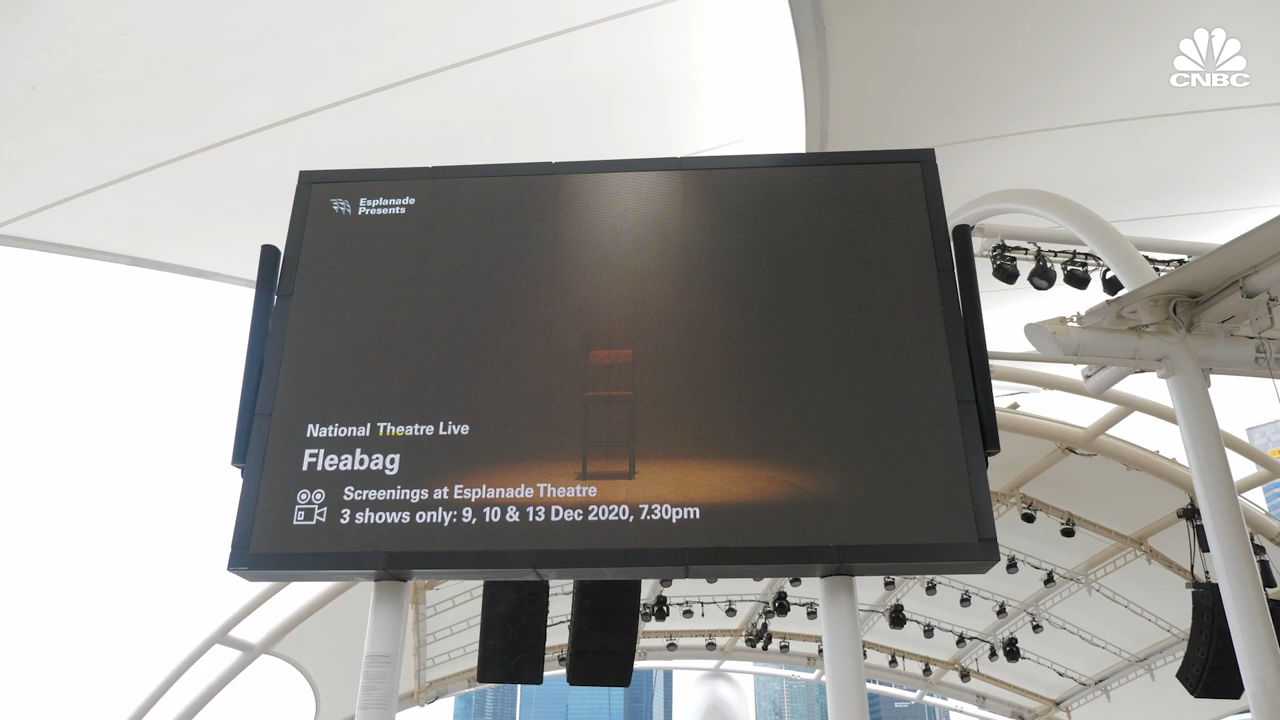 CNBC
Esplanade
Presents
National Theatre Live
Fleabag
Screenings at Esplanade Theatre
3 shows only: 9, 10 & 13 Dec 2020, 7.30pm